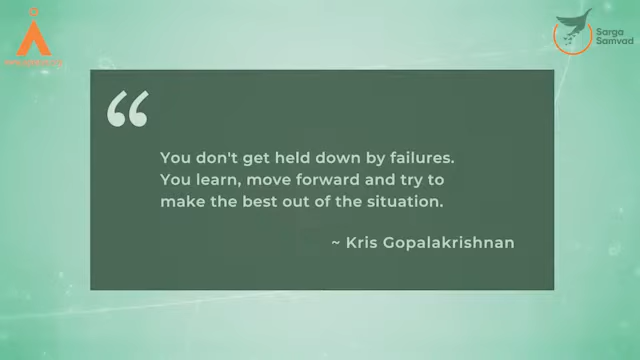 Sarga
Samvad
“
You don't get held down by failures.
You learn, move forward and try to
make the best out of the situation.
~ Kris Gopalakrishnan